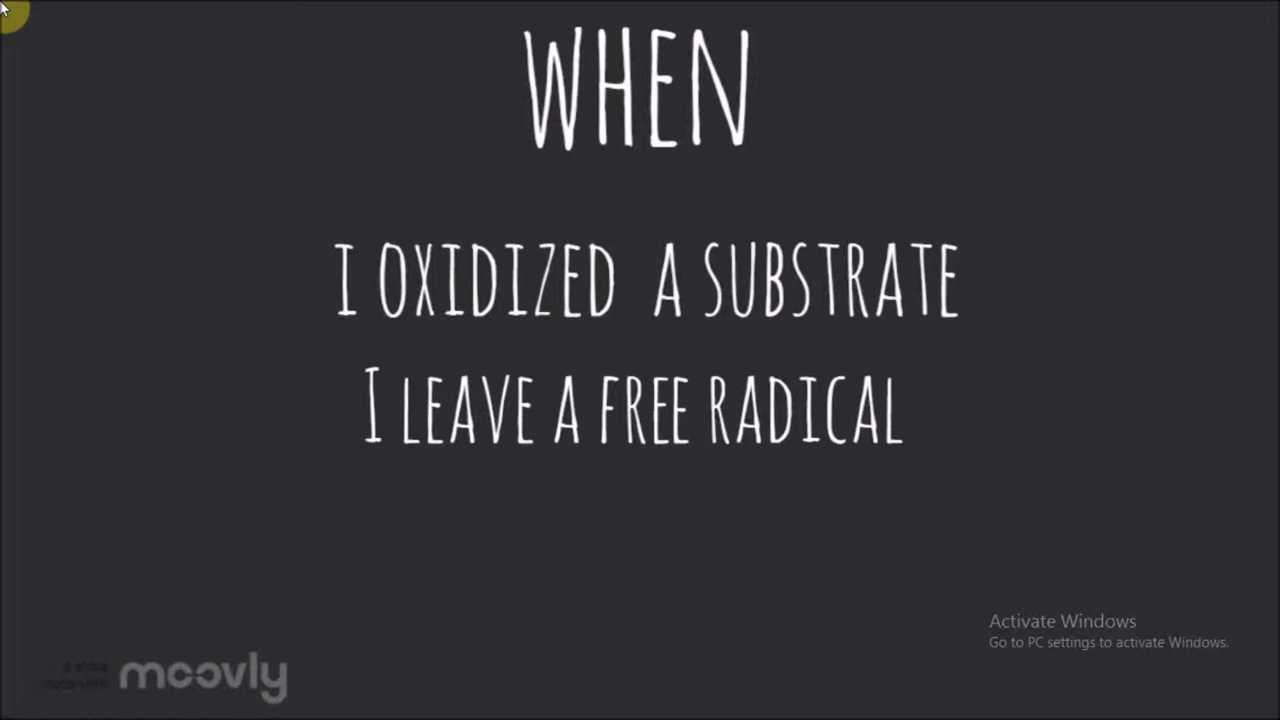 WHEN
I OXIDIZED A SUBSTRATE
I LEAVE A FREE RADICAL
Activate Windows
Go to PC settings to activate Windows.
moovly